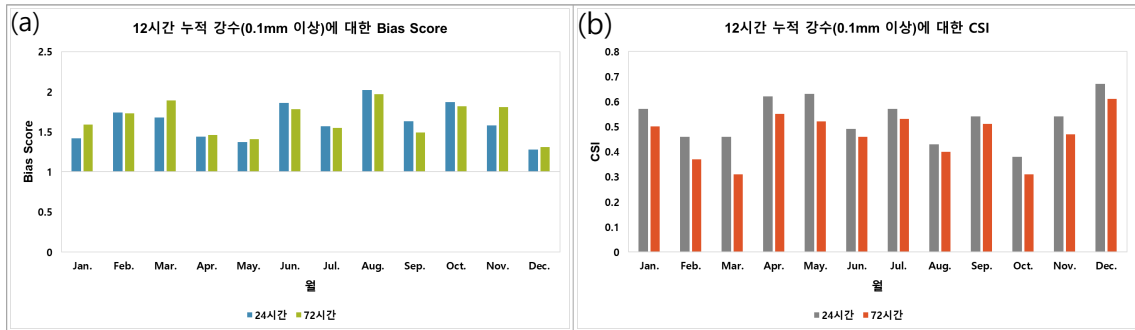 (a)
12시간 누적 강수(0.1mm 이상)에 대한 Bias Score
2.5
2
1.5
1
0.5
0
Bias Score
Jan. Feb. Mar. Apr. May. Jun. Jul. Aug. Sep. Oct. Nov. Dec.
월
24시간 72시간
(b)
12시간 누적 강수(0.1mm 이상)에 대한 CSI
0.8
0.7
0.6
0.5
0.4
0.3
0.2
0.1
0
CSI
Jan. Feb. Mar. Apr. May. Jun. Jul. Aug. Sep. Oct. Nov. Dec.
월
24시간 72시간